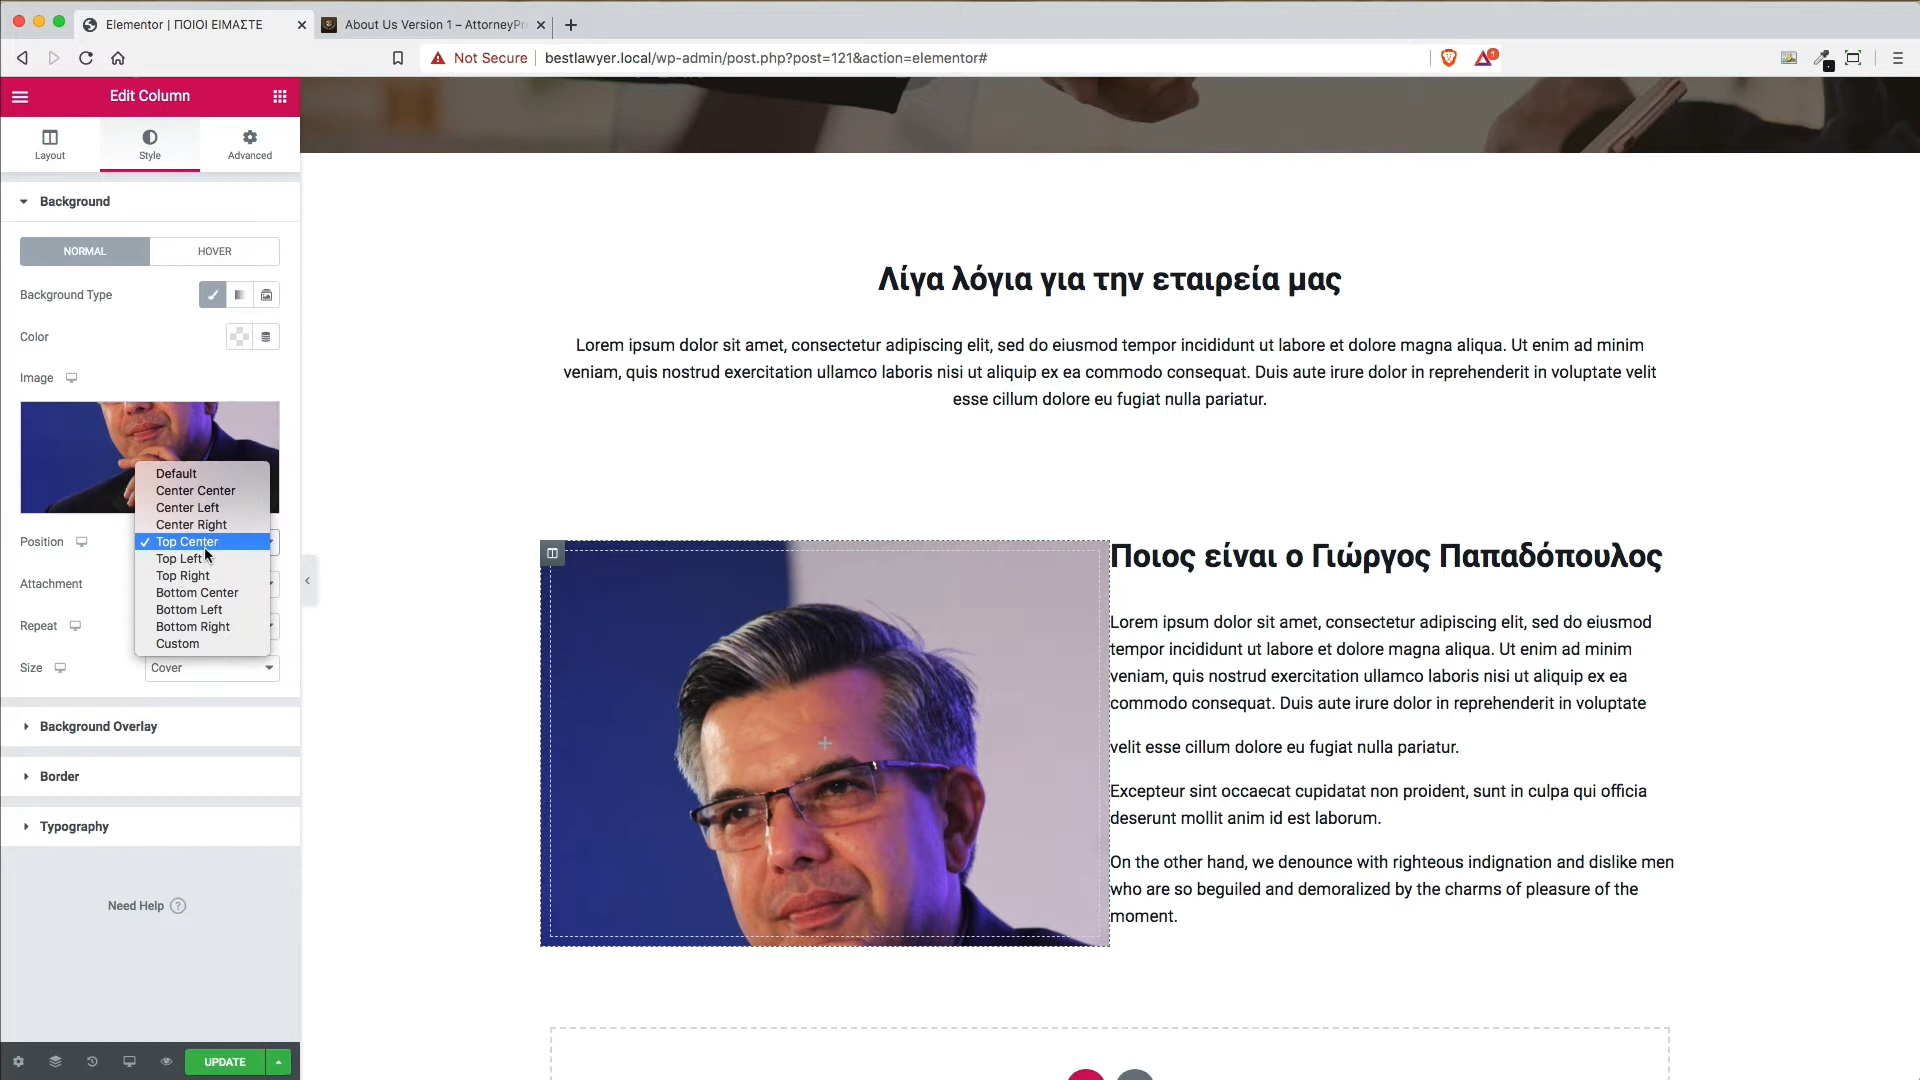 Elementor | ΠΟΙΟΙ ΕΙΜΑΣΤΕ
About Us Version 1 – AttorneyPr
Not Secure
bestlawyer.local/wp-admin/post.php?post=121&action=elementor#
1
Edit Column
Layout
Style
Advanced
Background
NORMAL
HOVER
Background Type
Color
Image
Default
Center Center
Center Left
Center Right
Position
Top Center
Top Left
Top Right
Attachment
Bottom Center
Bottom Left
Repeat
Bottom Right
Custom
Size
Cover
Background Overlay
Border
Typography
Need Help ?
UPDATE
Λίγα λόγια για την εταιρεία μας
Lorem ipsum dolor sit amet, consectetur adipiscing elit, sed do eiusmod tempor incididunt ut labore et dolore magna aliqua. Ut enim ad minim
veniam, quis nostrud exercitation ullamco laboris nisi ut aliquip ex ea commodo consequat. Duis aute irure dolor in reprehenderit in voluptate velit
esse cillum dolore eu fugiat nulla pariatur.
Ποιος είναι ο Γιώργος Παπαδόπουλος
Lorem ipsum dolor sit amet, consectetur adipiscing elit, sed do eiusmod
tempor incididunt ut labore et dolore magna aliqua. Ut enim ad minim
veniam, quis nostrud exercitation ullamco laboris nisi ut aliquip ex ea
commodo consequat. Duis aute irure dolor in reprehenderit in voluptate
velit esse cillum dolore eu fugiat nulla pariatur.
Excepteur sint occaecat cupidatat non proident, sunt in culpa qui officia
deserunt mollit anim id est laborum.
On the other hand, we denounce with righteous indignation and dislike men
who are so beguiled and demoralized by the charms of pleasure of the
moment.